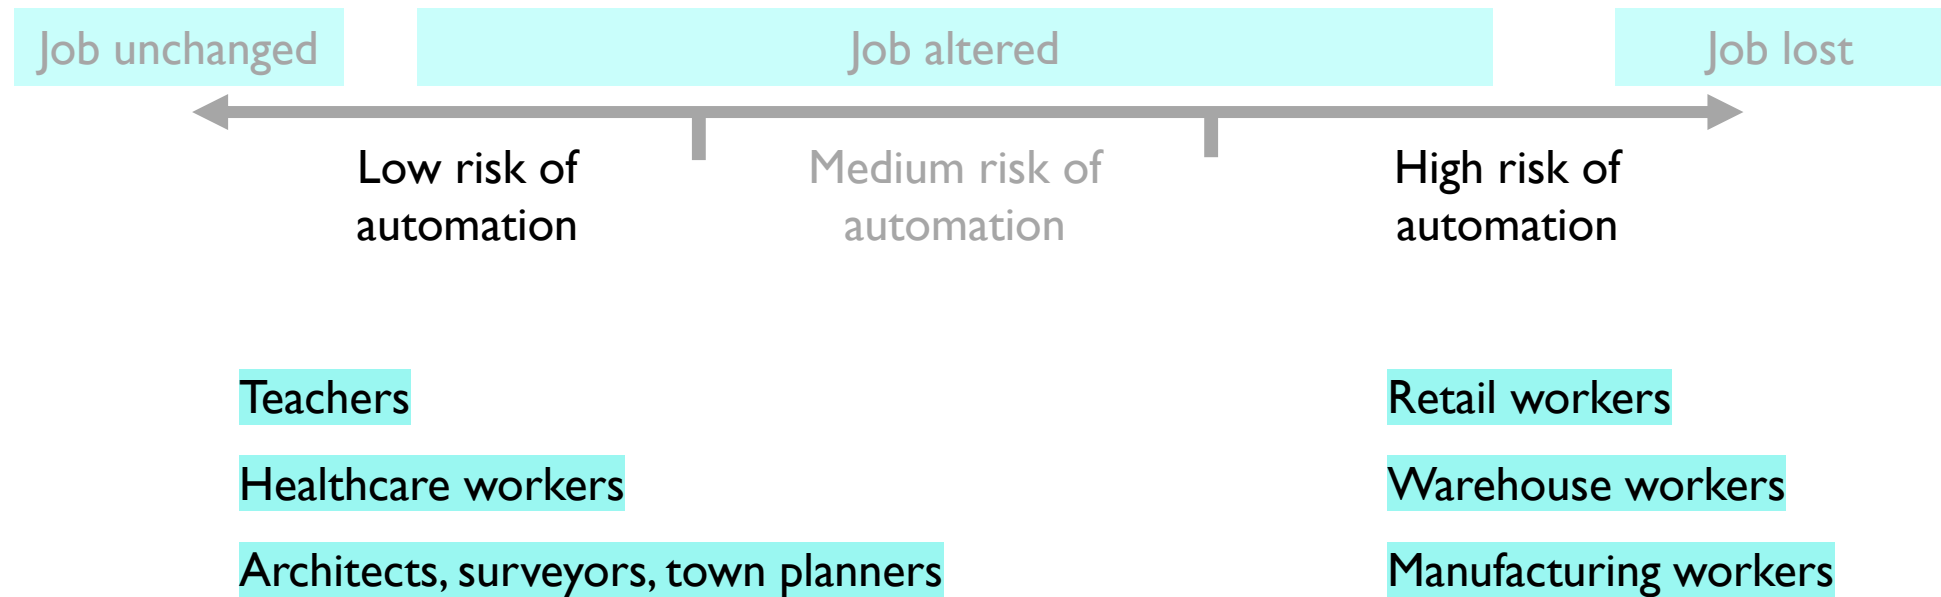 Job unchanged
Job altered
Job lost
Low risk of
automation
Medium risk of
automation
High risk of
automation
Teachers
Healthcare workers
Architects, surveyors, town planners
Retail workers
Warehouse workers
Manufacturing workers